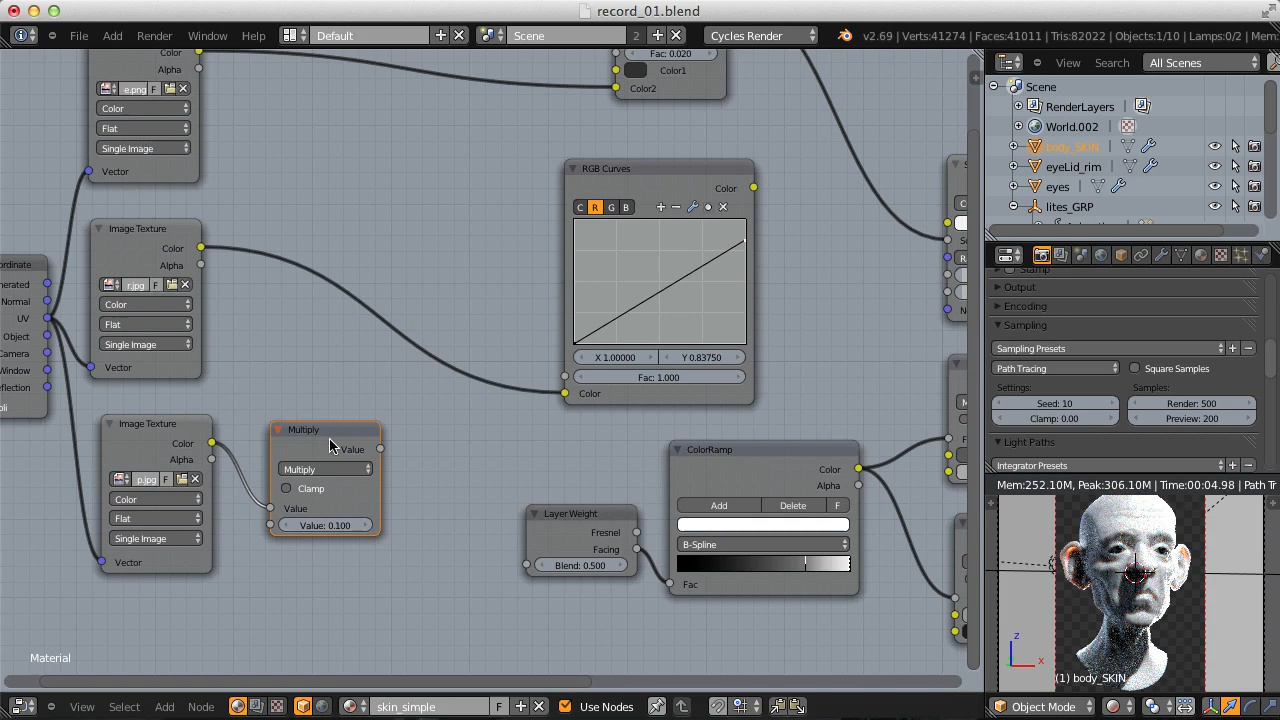 record_01.blend
File Add Render Window Help Default Scene 2 Cycles Render v2.69 | Verts:41274 | Faces:41011 | Tris:82022 | Objects:1/10 | Lamps:0/2 | Mem:
Color
Alpha
e.png F
Color
Flat
Single Image
Vector
Fac: 0.020
Color1
Color2
Image Texture
Color
Alpha
r.jpg F
Color
Flat
Single Image
Vector
Normal
UV
Object
Camera
Window
Image Texture
Color
Alpha
p.jpg F
Color
Flat
Single Image
Vector
Multiply
Value
Multiply
Clamp
Value
Value: 0.100
RGB Curves
Color
C R G B
X 1.00000 Y 0.83750
Fac: 1.000
Color
Layer Weight
Fresnel
Facing
Blend: 0.500
ColorRamp
Color
Alpha
Add Delete F
B-Spline
Fac
Material
View Select Add Node skin_simple F Use Nodes
View Search All Scenes
Scene
RenderLayers
World.002
body_SKIN
eyeLid_rim
eyes
lites_GRP
Stamp
Output
Encoding
Sampling
Sampling Presets
Path Tracing Square Samples
Settings: Samples:
Seed: 10 Render: 500
Clamp: 0.00 Preview: 200
Light Paths
Integrator Presets
Mem:252.10M, Peak:306.10M | Time:00:04.98 | Path Tr
z
x
(1) body_SKIN
Object Mode